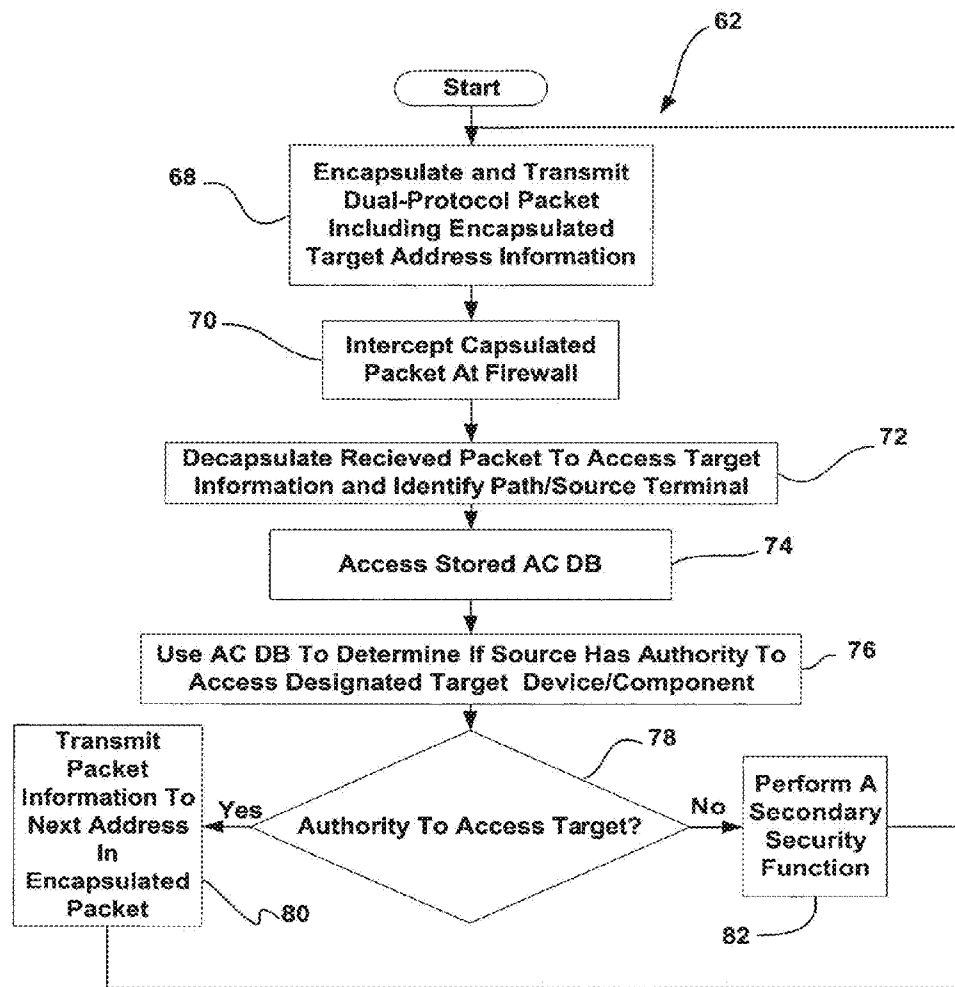 62
Start
68
Encapsulate and Transmit
Dual-Protocol Packet
Including Encapsulated
Target Address Information
70
Intercept Capsulated
Packet At Firewall
72
Decapsulate Recieved Packet To Access Target
Information and Identify Path/Source Terminal
74
Access Stored AC DB
76
Use AC DB To Determine If Source Has Authority To
Access Designated Target Device/Component
78
Authority To Access Target?
Yes
No
Transmit
Packet
Information To
Next Address
In
Encapsulated
Packet
80
Perform A
Secondary
Security
Function
82